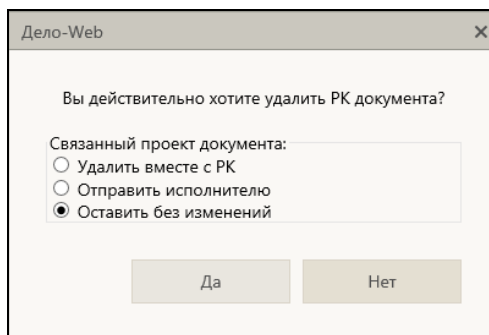 Дело-Web
Вы действительно хотите удалить РК документа?
Связанный проект документа:
Удалить вместе с РК
Отправить исполнителю
Оставить без изменений
Да Нет